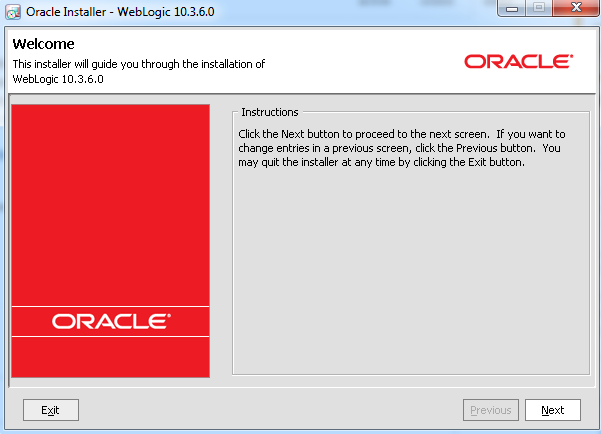 Oracle Installer - WebLogic 10.3.6.0
Welcome
This installer will guide you through the installation of
WebLogic 10.3.6.0
ORACLE®
Instructions
Click the Next button to proceed to the next screen.  If you want to
change entries in a previous screen, click the Previous button.  You
may quit the installer at any time by clicking the Exit button.
ORACLE®
Exit
Previous
Next